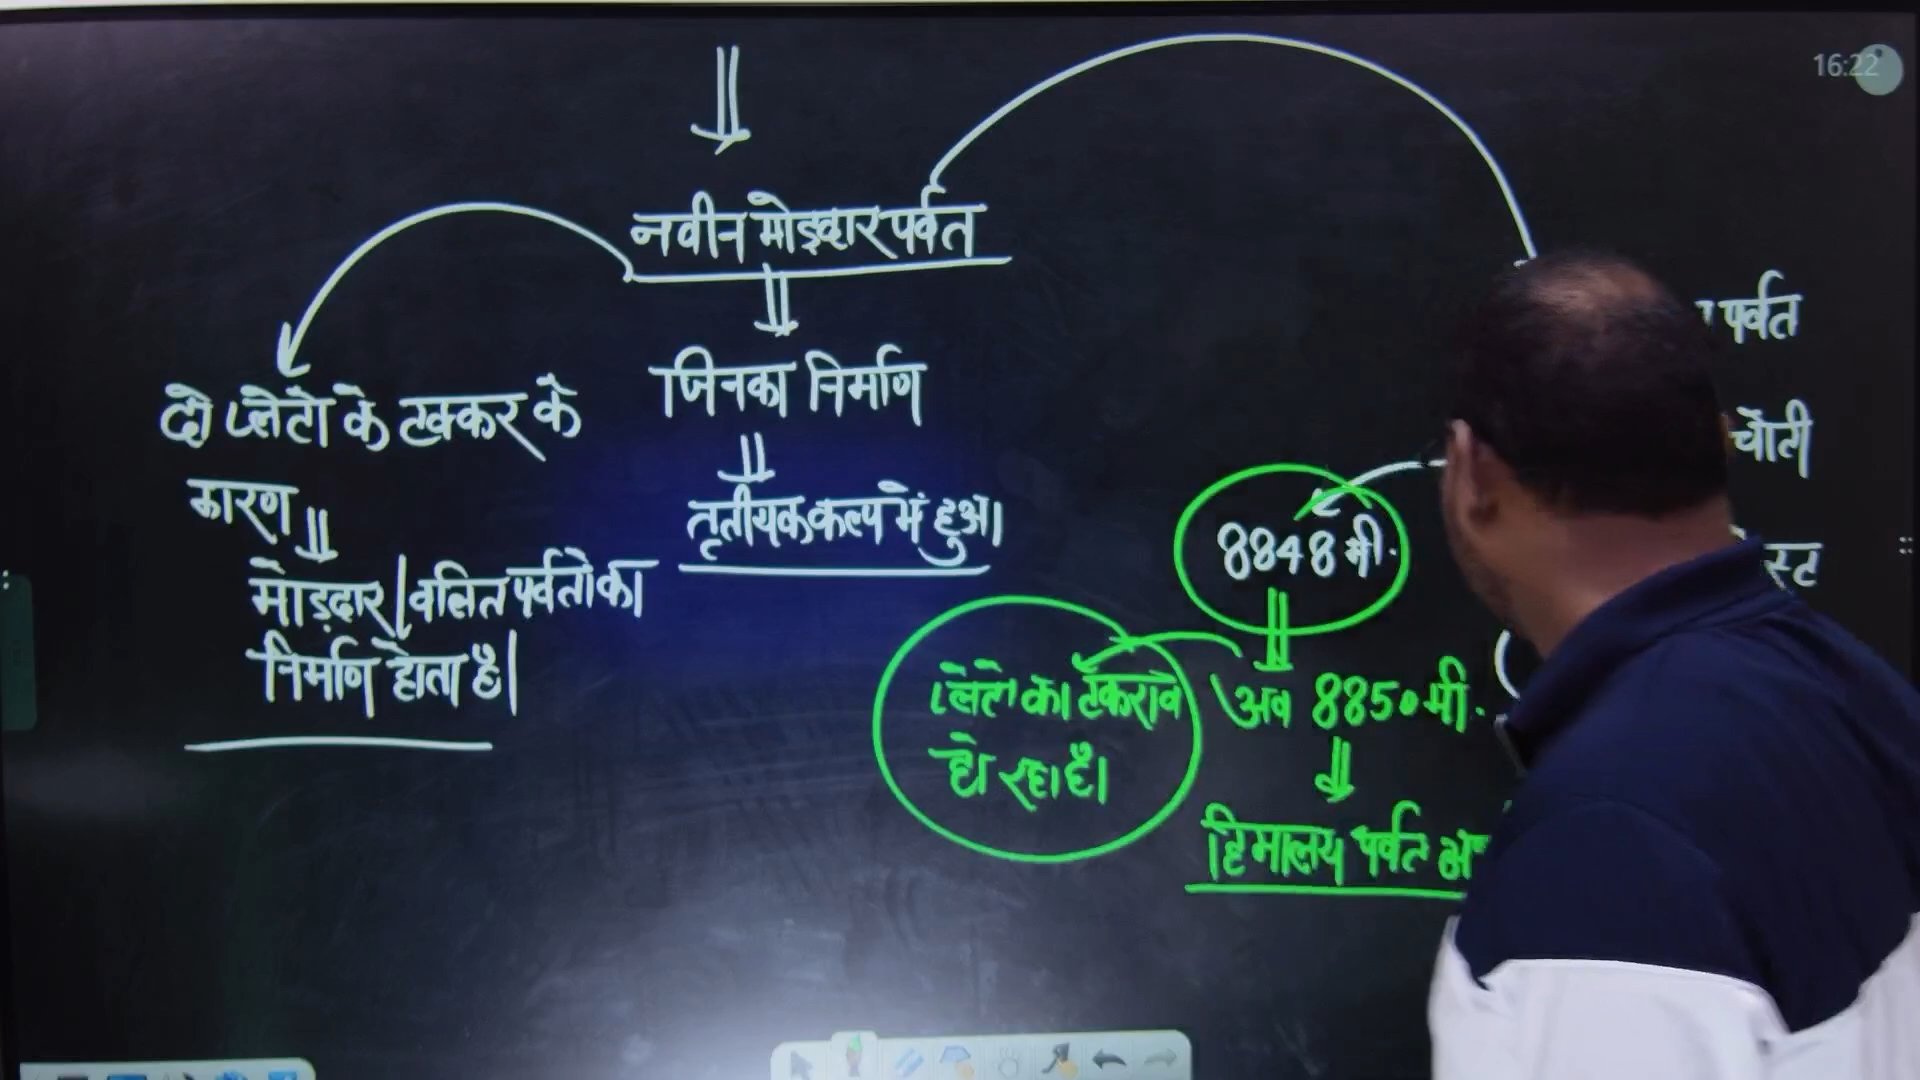 16:22
नवीन मोड़दार पर्वत
जिनका निर्माण
तृतीयक कल्प में हुआ।
दो प्लेटो के टक्कर के
कारण
मोड़दार/वलित पर्वतो का
निर्माण होता है।
पर्वत
चोटी
स्ट
8848 मी.
अब 8850 मी.
प्लेटो का टकराव
हो रहा है।
हिमालय पर्वत